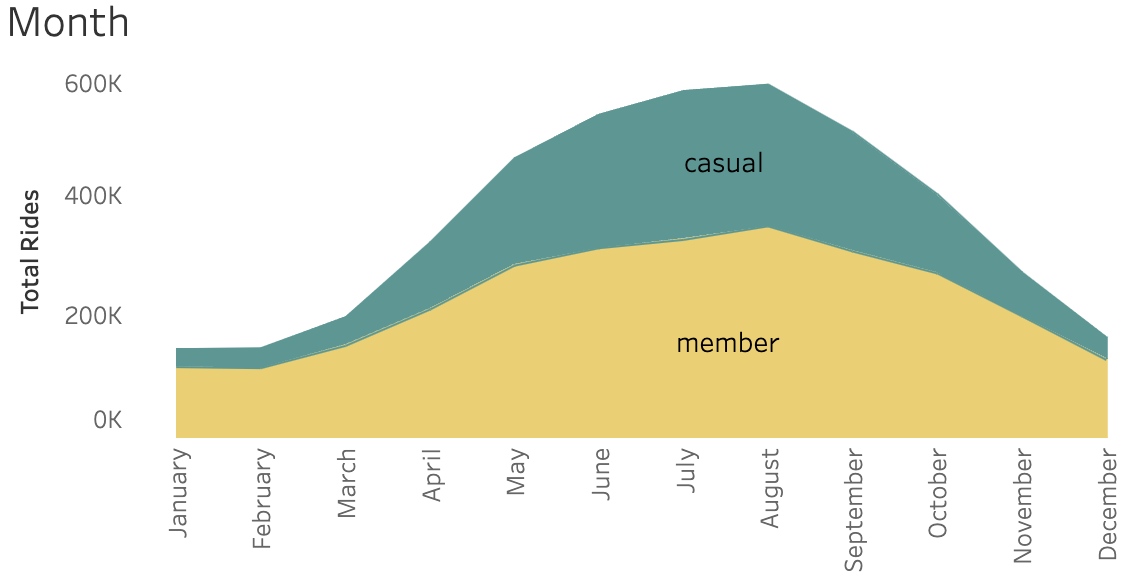 Month
600K
400K
200K
0K
Total Rides
casual
member
January
February
March
April
May
June
July
August
September
October
November
December